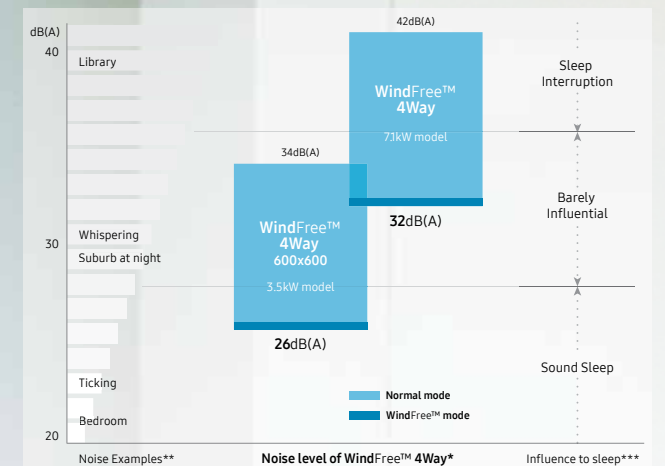 dB(A)
40
30
20
Library
Whispering
Suburb at night
Ticking
Bedroom
42dB(A)
WindFree™
4Way
7.1kW model
32dB(A)
34dB(A)
WindFree™
4Way
600x600
3.5kW model
26dB(A)
Normal mode
WindFree™ mode
Sleep
Interruption
Barely
Influential
Sound Sleep
Noise Examples**
Noise level of WindFree™ 4Way*
Influence to sleep***